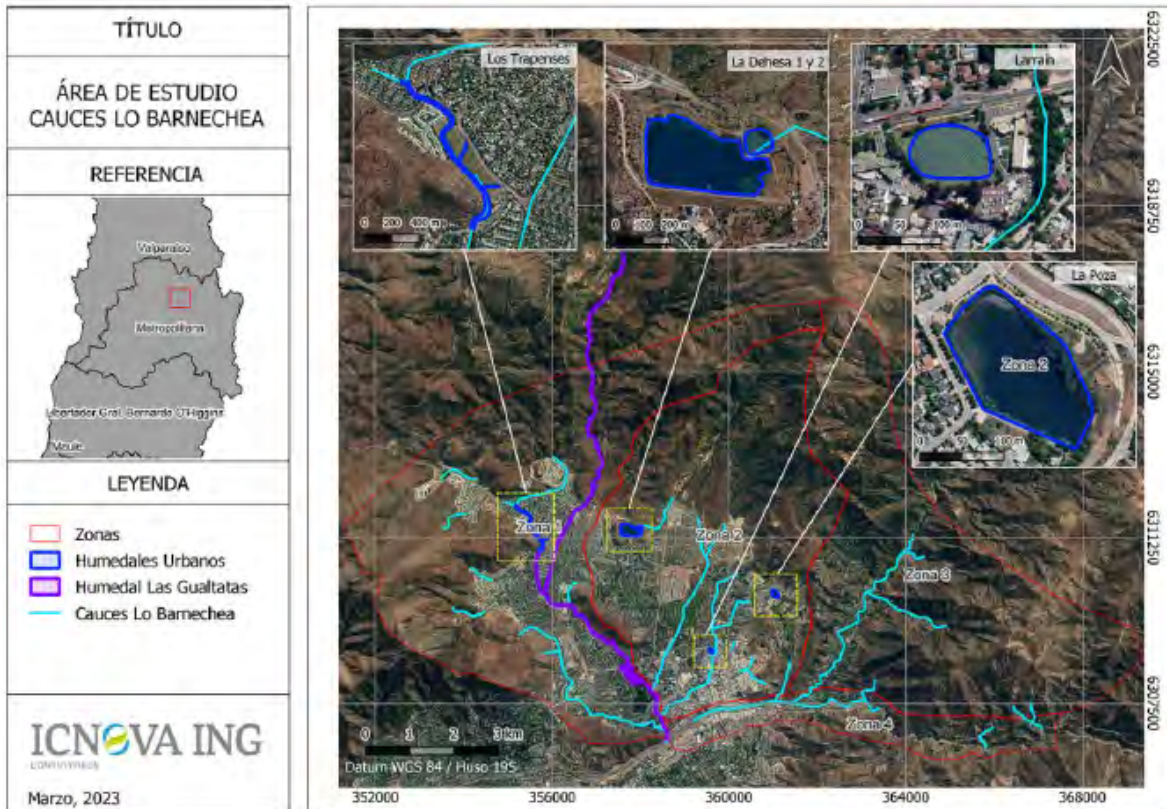 TÍTULO
ÁREA DE ESTUDIO
CAUCES LO BARNECHEA
REFERENCIA
Valparaíso
Metropolitana
Libertador Gral. Bernardo O'Higgins
Maule
LEYENDA
Zonas
Humedales Urbanos
Humedal Las Gualtatas
Cauces Lo Barnechea
ICNOVA ING
Marzo, 2023
Los Trapenses
0 200 400 m
La Dehesa 1 y 2
0 100 200 m
Larraín
0 50 100 m
La Poza
Zona 2
0 50 100 m
Zona 1
Zona 2
Zona 3
Zona 4
0 1 2 3 km
Datum WGS 84 / Huso 19S
352000 356000 360000 364000 368000
6322500
6318750
6315000
6311250
6307500